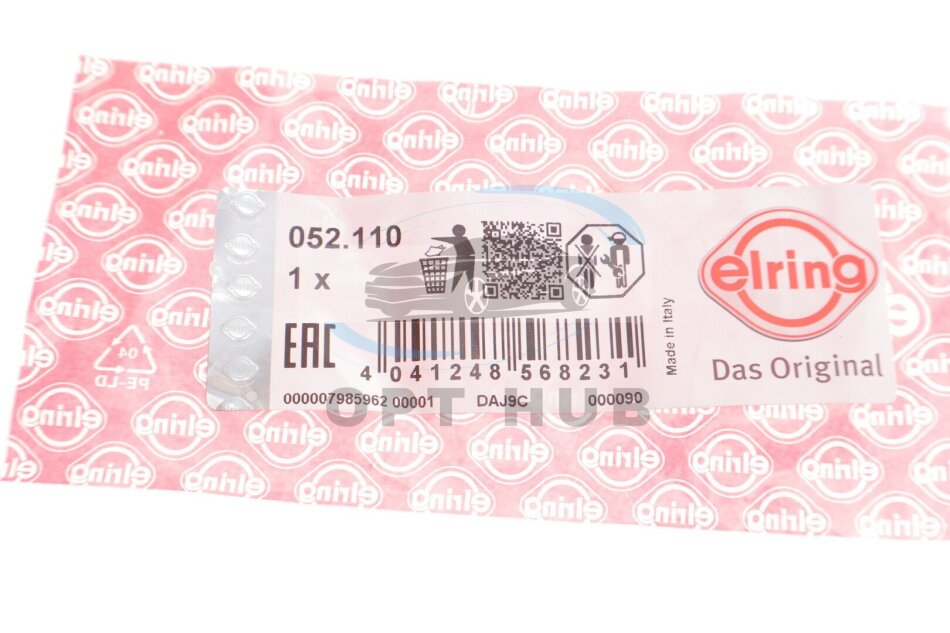 052.110
1 x
EAC
4 041248 568231
000007985962 00001 DAJ9C 000090
Made in Italy
elring
Das Original
OPT HUB
04
PE-LD